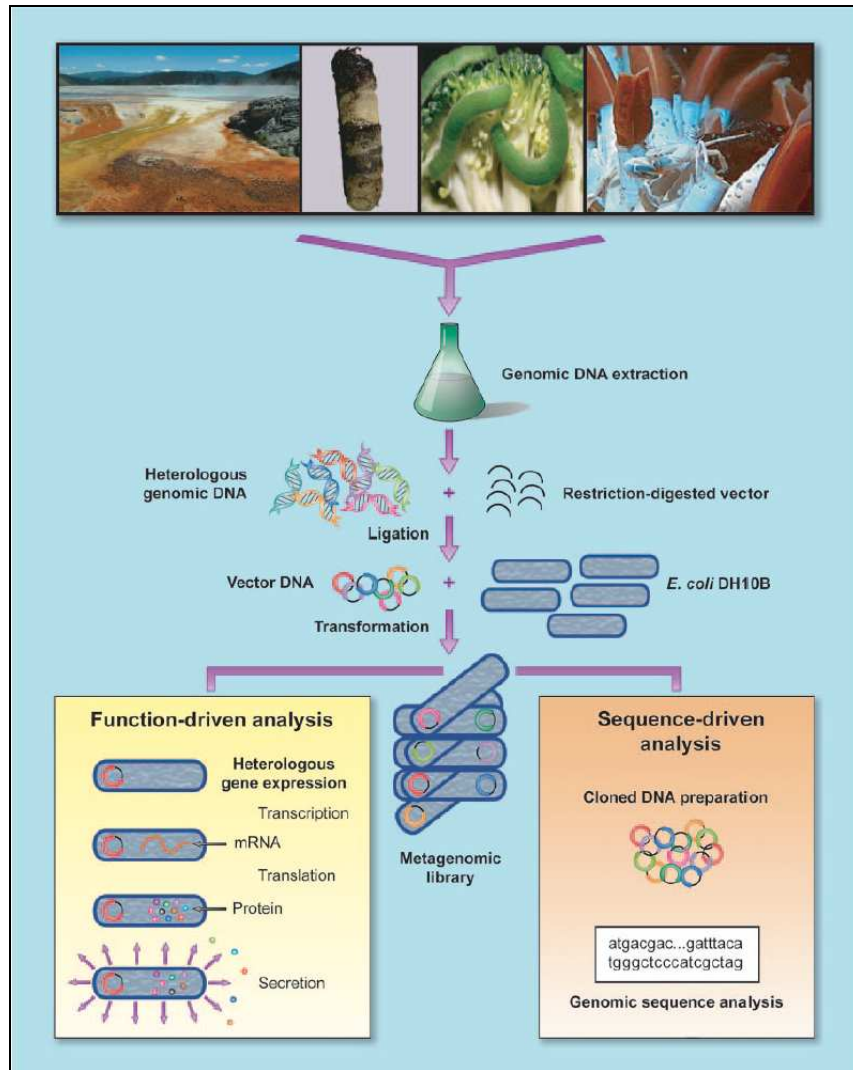 Genomic DNA extraction
Heterologous
genomic DNA
+
Restriction-digested vector
Ligation
Vector DNA
+
E. coli DH10B
Transformation
Function-driven analysis
Heterologous
gene expression
Transcription
mRNA
Translation
Protein
Secretion
Metagenomic
library
Sequence-driven
analysis
Cloned DNA preparation
atgacgac...gatttaca
tgggctcccatcgctag
Genomic sequence analysis